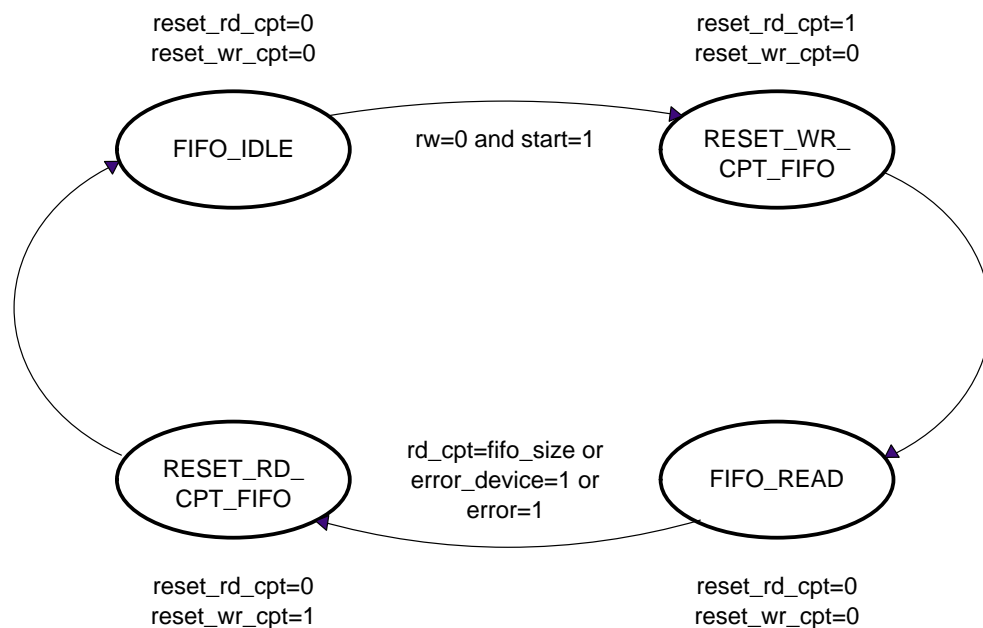 reset_rd_cpt=0
reset_wr_cpt=0
reset_rd_cpt=1
reset_wr_cpt=0
FIFO_IDLE
rw=0 and start=1
RESET_WR_
CPT_FIFO
RESET_RD_
CPT_FIFO
rd_cpt=fifo_size or
error_device=1 or
error=1
FIFO_READ
reset_rd_cpt=0
reset_wr_cpt=1
reset_rd_cpt=0
reset_wr_cpt=0